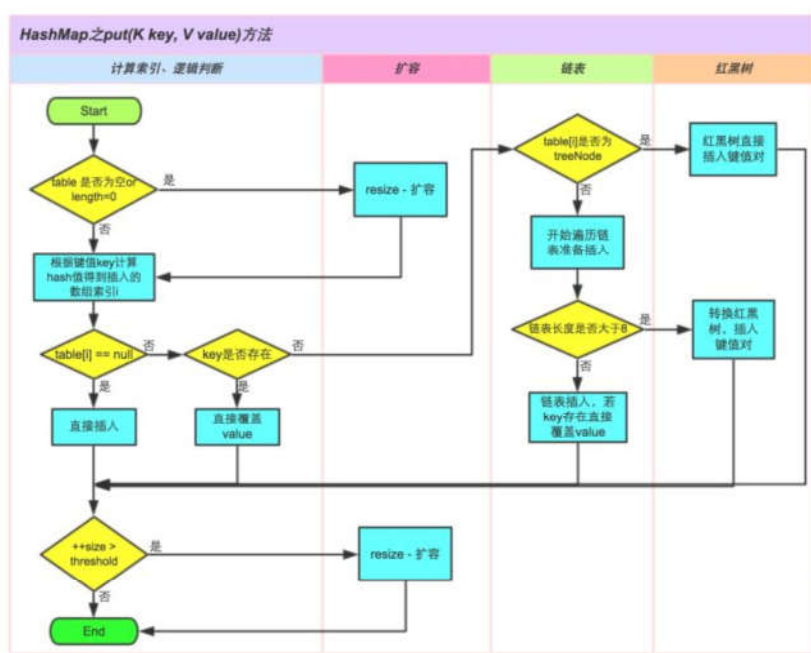 HashMap之put(K key, V value)方法
计算索引、逻辑判断
扩容
链表
红黑树
Start
table 是否为空or
length=0
是
resize - 扩容
否
根据键值key计算
hash值得到插入的
数组索引i
table[i] == null
否
key是否存在
否
是
直接插入
是
直接覆盖
value
table[i]是否为
treeNode
是
红黑树直接
插入键值对
否
开始遍历链
表准备插入
链表长度是否大于8
是
转换红黑
树，插入
键值对
否
链表插入，若
key存在直接
覆盖value
++size >
threshold
是
resize - 扩容
否
End